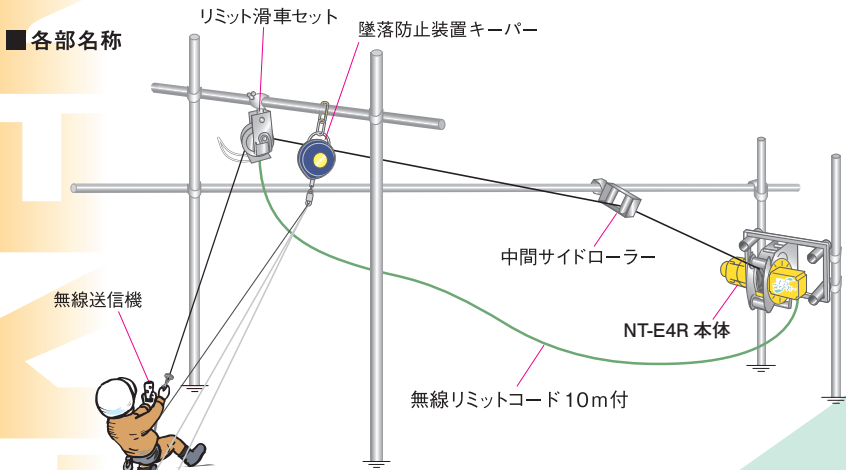 ■各部名称
リミット滑車セット
墜落防止装置キーパー
中間サイドローラー
無線送信機
NT-E4R 本体
無線リミットコード10m付